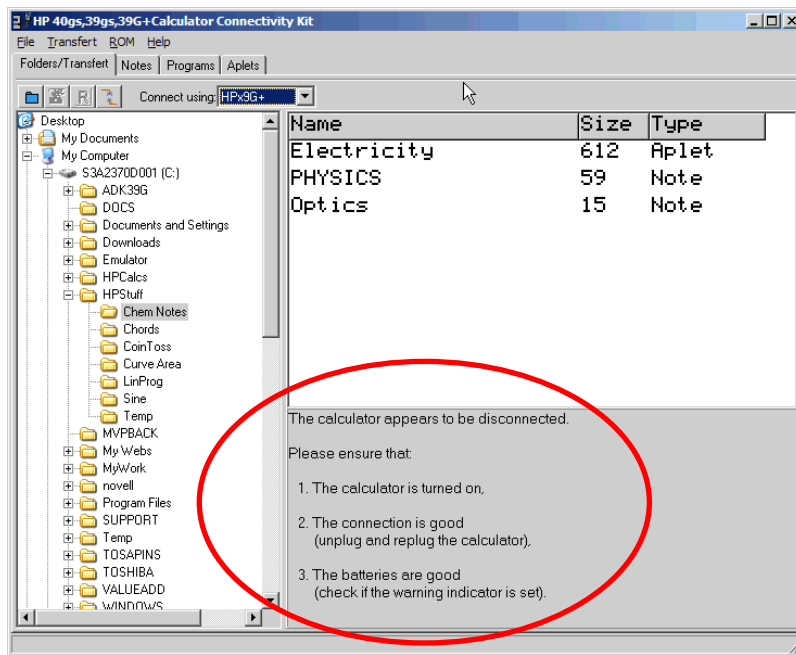 HP 40gs,39gs,39G+Calculator Connectivity Kit
File Transfert ROM Help
Folders/Transfert Notes Programs Aplets
R Connect using: HPx9G+
Desktop
My Documents
My Computer
S3A2370D001 (C:)
ADK39G
DOCS
Documents and Settings
Downloads
Emulator
HPCalcs
HPStuff
Chem Notes
Chords
CoinToss
Curve Area
LinProg
Sine
Temp
MVPBACK
My Webs
MyWork
novell
Program Files
SUPPORT
Temp
TOSAPINS
TOSHIBA
VALUEADD
WINDOWS
Name Size Type
Electricity 612 Aplet
PHYSICS 59 Note
Optics 15 Note
The calculator appears to be disconnected.
Please ensure that:
1. The calculator is turned on,
2. The connection is good
(unplug and replug the calculator),
3. The batteries are good
(check if the warning indicator is set).